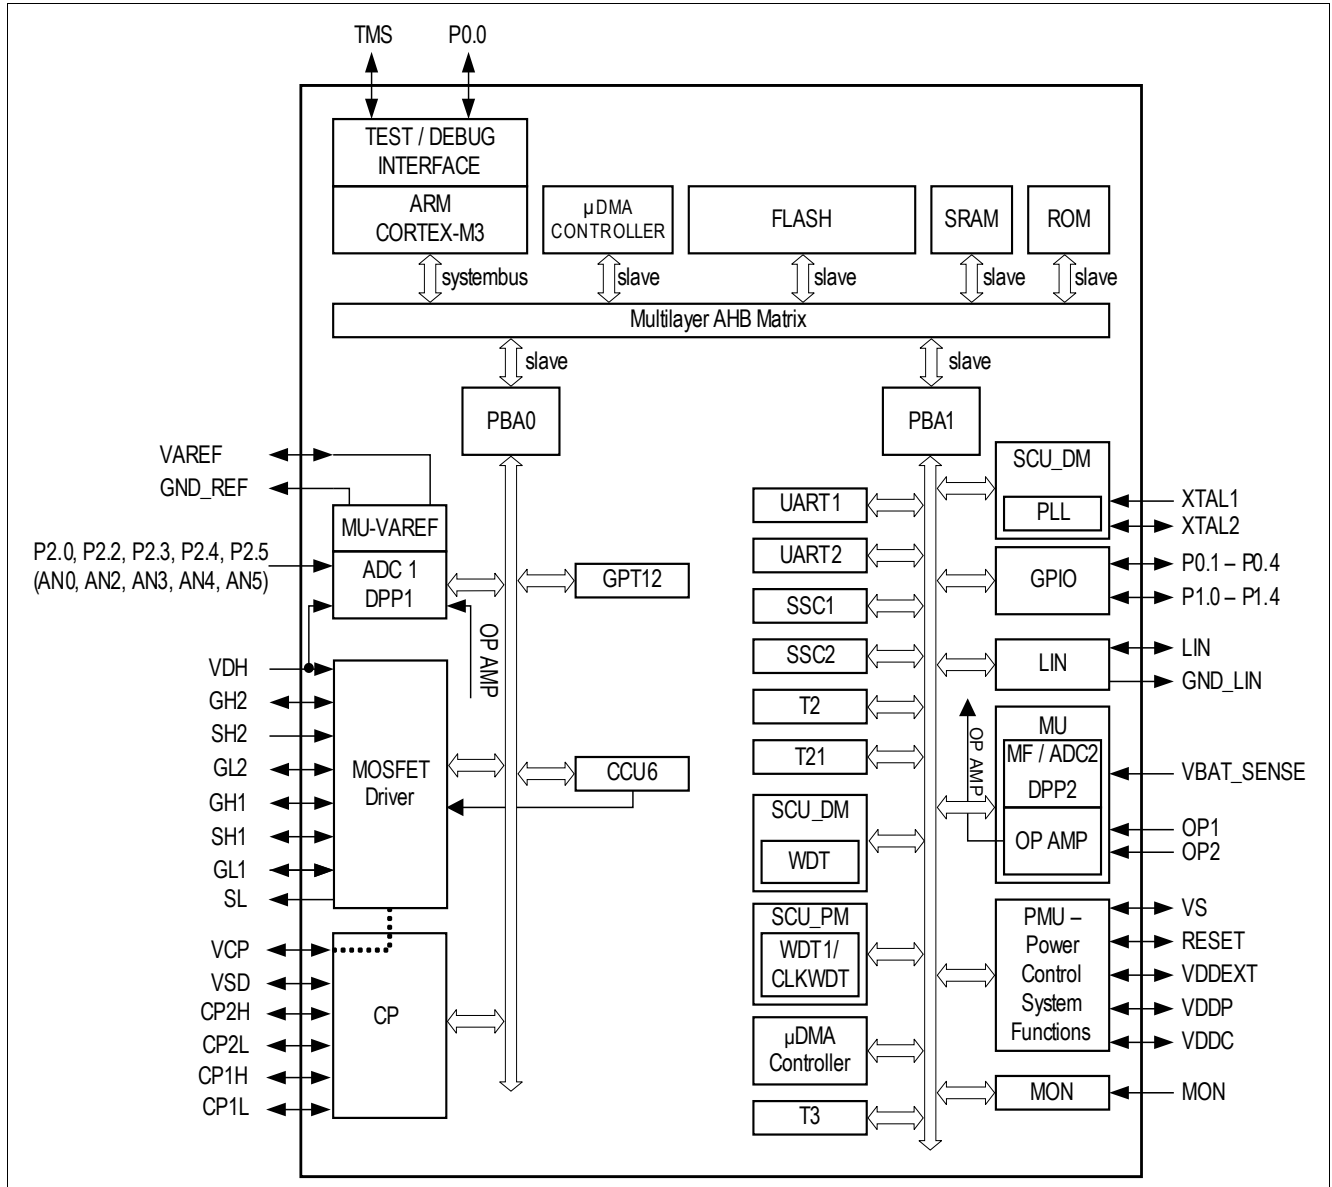 TMS
P0.0
TEST / DEBUG
INTERFACE
ARM
CORTEX-M3
µDMA
CONTROLLER
FLASH
SRAM
ROM
systembus
slave
slave
slave
slave
Multilayer AHB Matrix
slave
slave
PBA0
PBA1
VAREF
GND_REF
MU-VAREF
P2.0, P2.2, P2.3, P2.4, P2.5
(AN0, AN2, AN3, AN4, AN5)
ADC 1
DPP1
GPT12
OP AMP
VDH
GH2
SH2
GL2
GH1
SH1
GL1
SL
MOSFET
Driver
CCU6
VCP
VSD
CP2H
CP2L
CP1H
CP1L
CP
UART1
UART2
SSC1
SSC2
T2
T21
SCU_DM
WDT
SCU_PM
WDT1/
CLKWDT
µDMA
Controller
T3
SCU_DM
PLL
XTAL1
XTAL2
GPIO
P0.1 – P0.4
P1.0 – P1.4
LIN
LIN
GND_LIN
OP AMP
MU
MF / ADC2
DPP2
OP AMP
VBAT_SENSE
OP1
OP2
PMU –
Power
Control
System
Functions
VS
RESET
VDDEXT
VDDP
VDDC
MON
MON